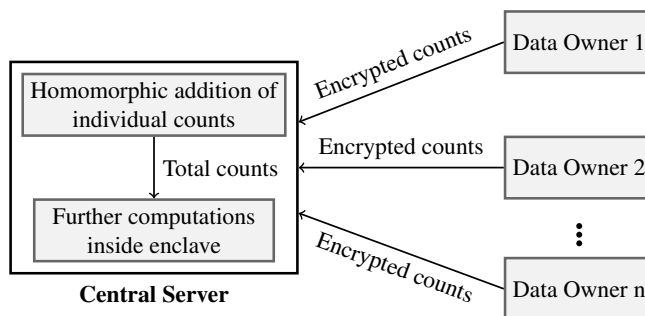 Homomorphic addition of
individual counts
Total counts
Further computations
inside enclave
Central Server
Encrypted counts
Data Owner 1
Encrypted counts
Data Owner 2
Encrypted counts
Data Owner n